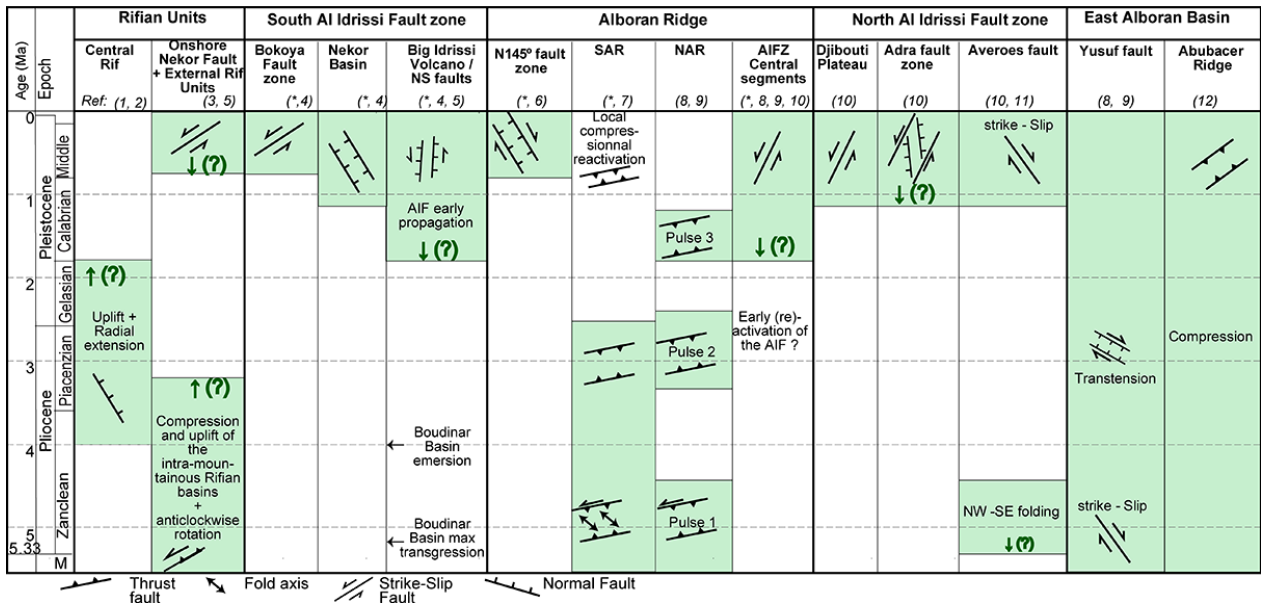 Rifian Units
South Al Idrissi Fault zone
Alboran Ridge
North Al Idrissi Fault zone
East Alboran Basin
Age (Ma)
Epoch
Central
Rif
Ref: (1, 2)
Onshore
Nekor Fault
+ External Rif
Units
(3, 5)
Bokoya
Fault
zone
(*,4)
Nekor
Basin
(*, 4)
Big Idrissi
Volcano /
NS faults
(*, 4, 5)
N145º fault
zone
(*, 6)
SAR
(*, 7)
NAR
(8, 9)
AIFZ
Central
segments
(*, 8, 9, 10)
Djibouti
Plateau
(10)
Adra fault
zone
(10)
Averoes fault
(10, 11)
Yusuf fault
(8, 9)
Abubacer
Ridge
(12)
0
1
2
3
4
5
5.33
Pleistocene
Pliocene
Middle
Calabrian
Gelasian
Piacenzian
Zanclean
M
↑ (?)
Uplift +
Radial
extension
↓ (?)
↑ (?)
Compression
and uplift of
the
intra-moun-
tainous Rifian
basins
+
anticlockwise
rotation
AIF early
propagation
↓ (?)
← Boudinar
Basin
emersion
← Boudinar
Basin max
transgression
Local
compres-
sionnal
reactivation
Pulse 3
Pulse 2
Pulse 1
↓ (?)
Early (re)-
activation of
the AIF ?
↓ (?)
strike - Slip
NW -SE folding
↓ (?)
Transtension
strike - Slip
Compression
Thrust
fault
Fold axis
Strike-Slip
Fault
Normal Fault